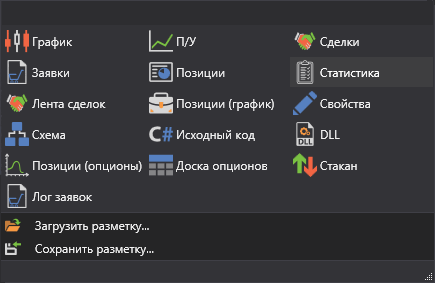 График П/У Сделки
Заявки Позиции Статистика
Лента сделок Позиции (график) Свойства
Схема C# Исходный код DLL DLL
Позиции (опционы) Доска опционов Стакан
Лог заявок
Загрузить разметку...
Сохранить разметку...